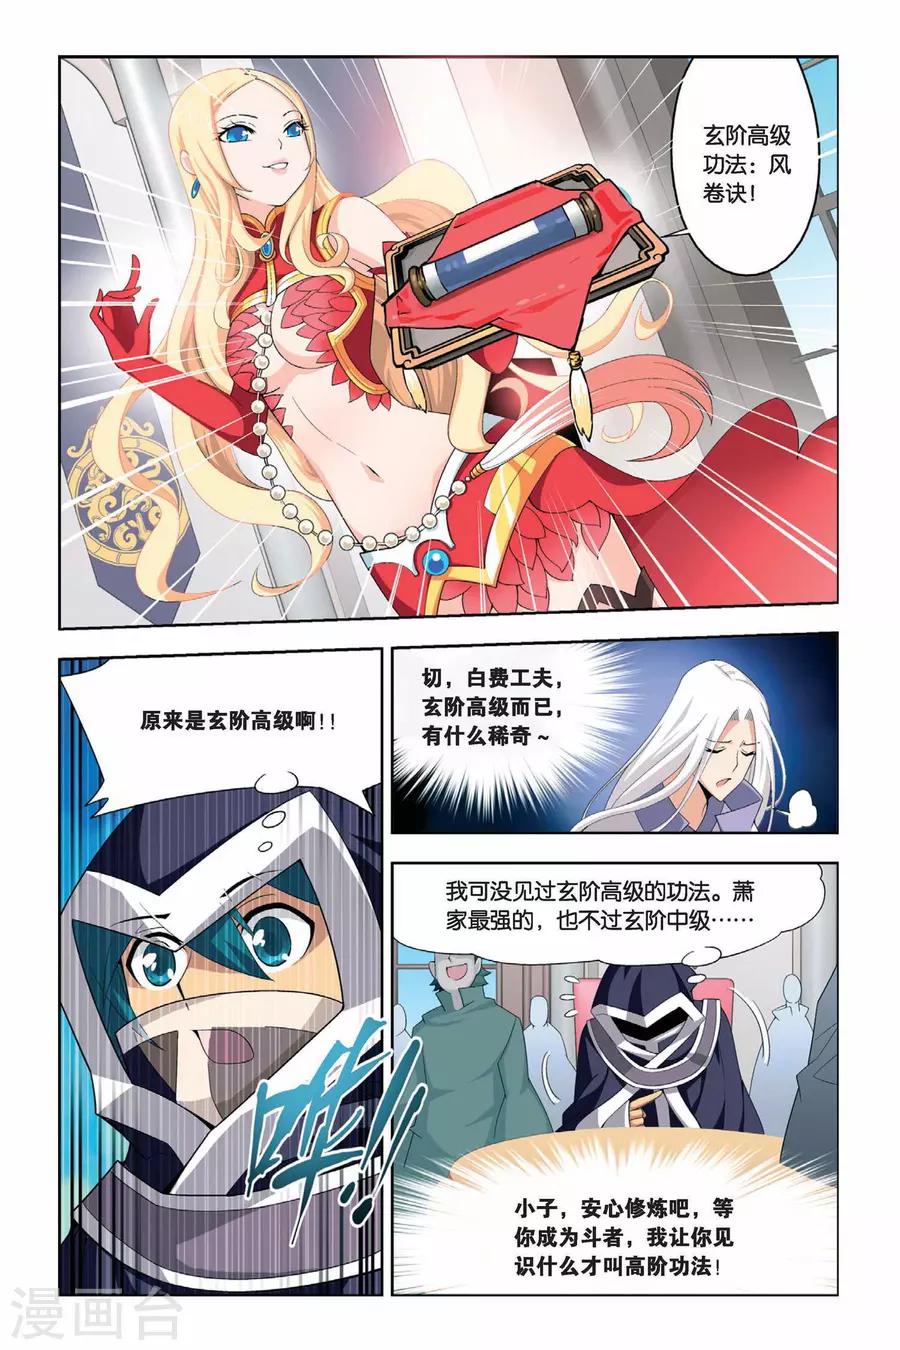 玄阶高级
功法：风
卷诀！
原来是玄阶高级啊！！
切，白费工夫，
玄阶高级而已，
有什么稀奇～
我可没见过玄阶高级的功法。萧
家最强的，也不过玄阶中级……
哗！！
小子，安心修炼吧，等
你成为斗者，我让你见
识什么才叫高阶功法！
漫画台